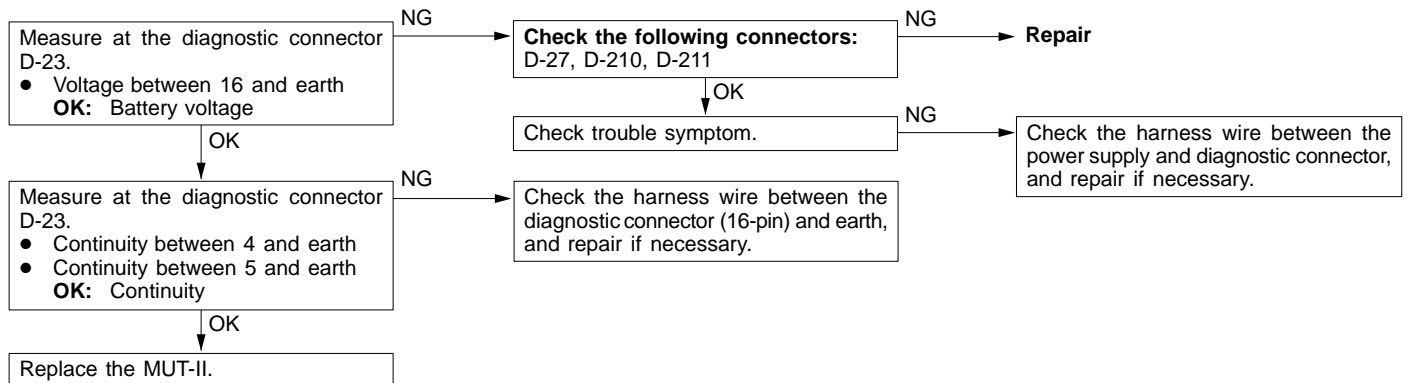 Measure at the diagnostic connector
D-23.
● Voltage between 16 and earth
OK: Battery voltage
NG
Check the following connectors:
D-27, D-210, D-211
NG
Repair
OK
Check trouble symptom.
NG
Check the harness wire between the
power supply and diagnostic connector,
and repair if necessary.
OK
Measure at the diagnostic connector
D-23.
● Continuity between 4 and earth
● Continuity between 5 and earth
OK: Continuity
NG
Check the harness wire between the
diagnostic connector (16-pin) and earth,
and repair if necessary.
OK
Replace the MUT-II.